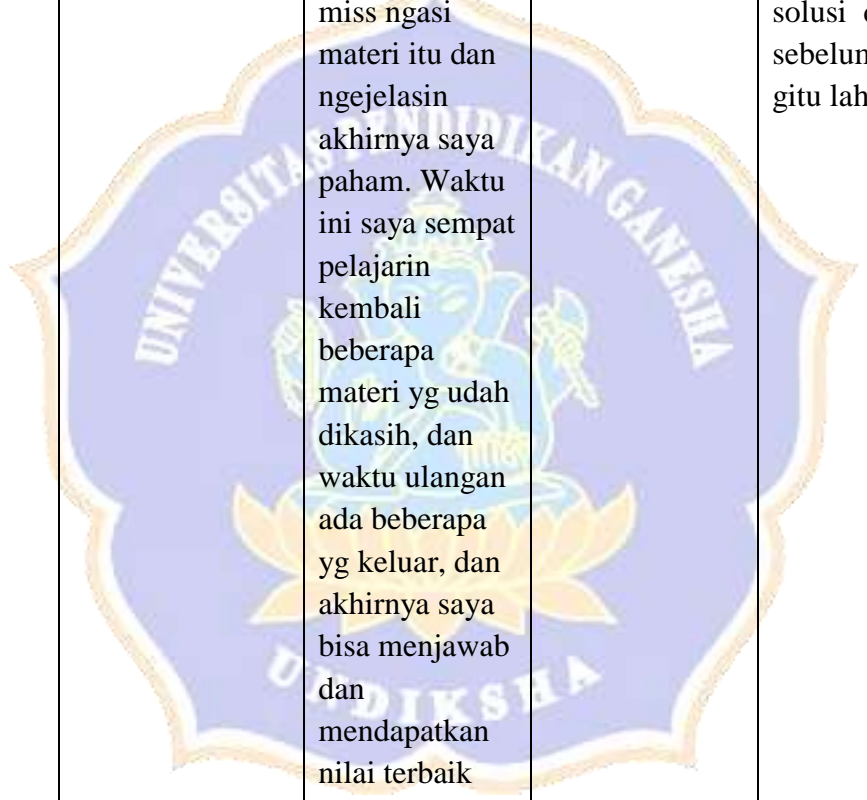 miss ngasi
materi itu dan
ngejelasin
akhirnya saya
paham. Waktu
ini saya sempat
pelajarin
kembali
beberapa
materi yg udah
dikasih, dan
waktu ulangan
ada beberapa
yg keluar, dan
akhirnya saya
bisa menjawab
dan
mendapatkan
nilai terbaik
solusi
gitu lah
UNIVERSITAS PENDIDIKAN GANESHA
UNDIKSHA